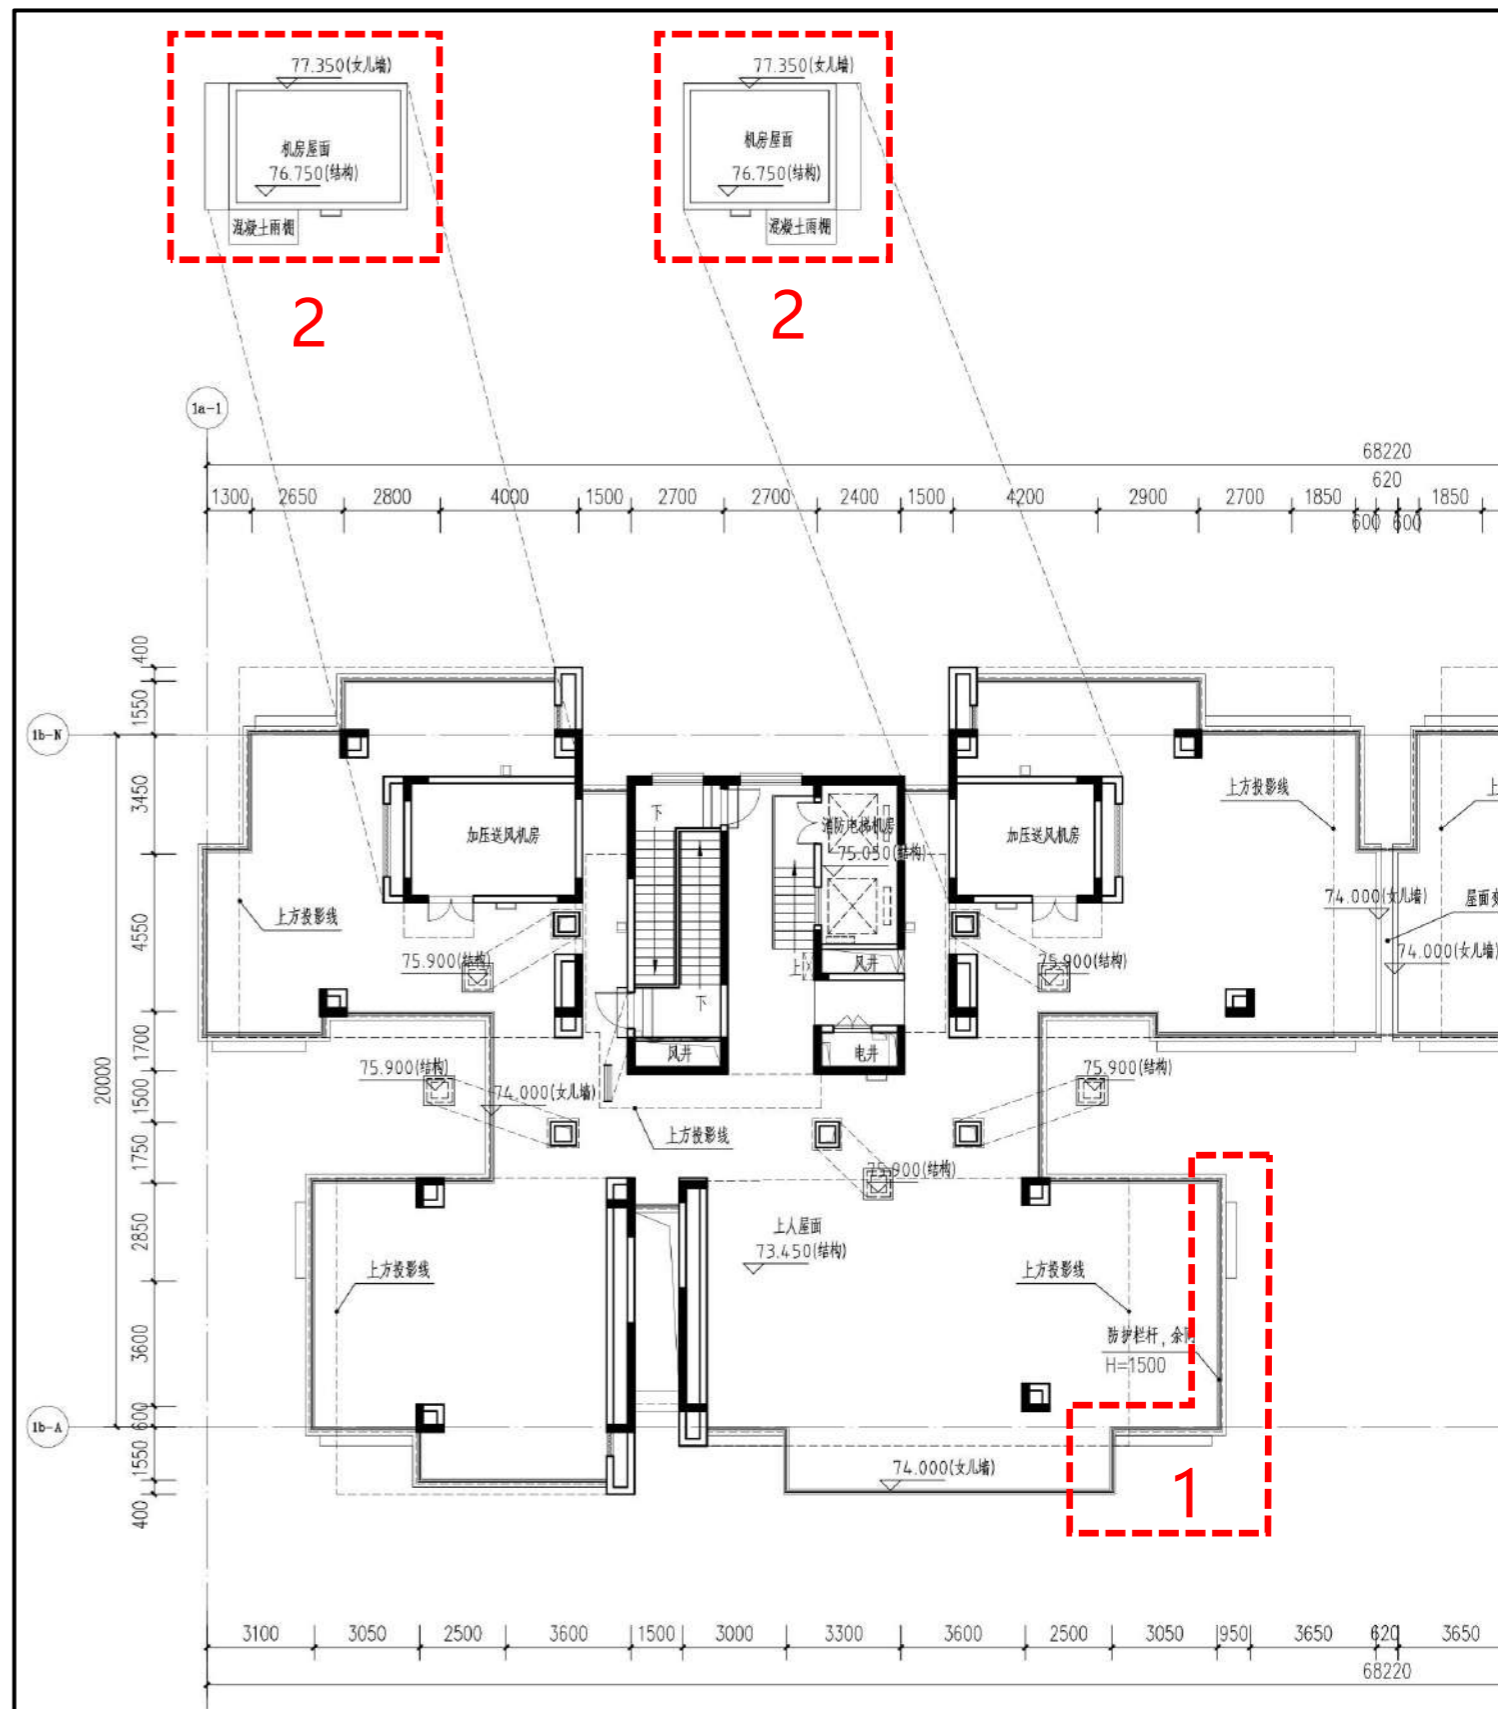 77.350(女儿墙)
77.350(女儿墙)
机房屋面
76.750(结构)
机房屋面
76.750(结构)
混凝土雨棚
混凝土雨棚
2
2
1a-1
68220
620
1300 2650 2800 4000 1500 2700 2700 2400 1500 4200 2900 2700 1850 1850
600 600
400
1550
1b-N
3450
下
上方投影线
上
加压送风机房
消防电梯机房
加压送风机房
75.050(结构)
上方投影线
74.000(女儿墙)
屋面变
4550
75.900(结构)
上
风井
75.900(结构)
74.000(女儿墙)
下
1700
风井
电井
75.900(结构)
75.900(结构)
20000
1500
74.000(女儿墙)
上方投影线
1750
75.900(结构)
2850
上人屋面
73.450(结构)
上方投影线
上方投影线
3600
防护栏杆,余同
H=1500
1b-A
600
1550
74.000(女儿墙)
1
400
3100 3050 2500 3600 1500 3000 3300 3600 2500 3050 950 3650 620 3650
68220